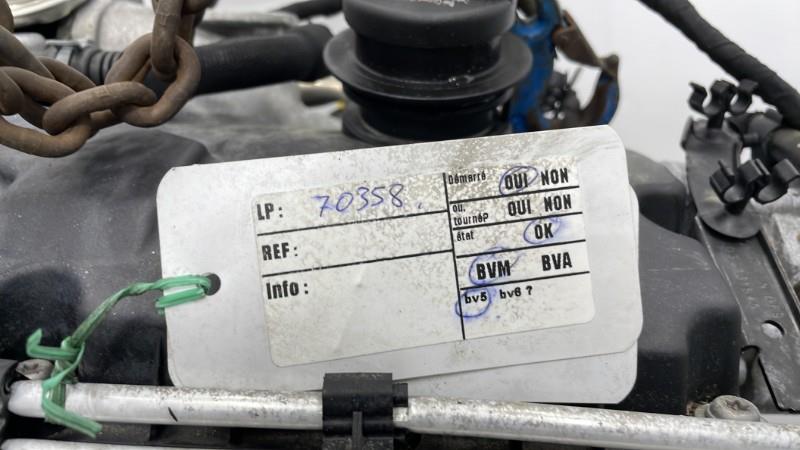 LP: 70358.
REF:
Info:
Démarré OUI NON
ou.
tourné? OUI NON
état OK
BVM BVA
bv5 bv6 ?